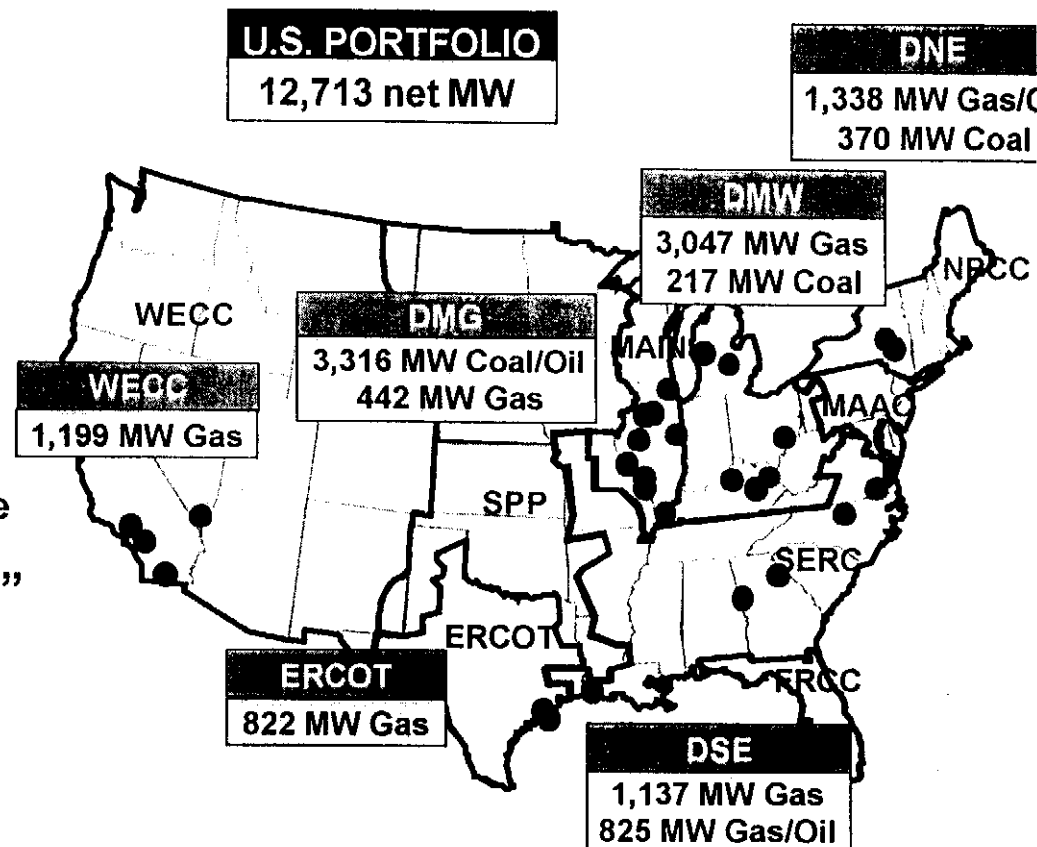 U.S. PORTFOLIO
12,713 net MW
DNE
1,338 MW Gas/
370 MW Coal
DMW
3,047 MW Gas
217 MW Coal
NPCC
WECC
DMG
3,316 MW Coal/Oil
442 MW Gas
MAIN
WECC
1,199 MW Gas
MAAC
SPP
e
”
SERC
ERCOT
ERCOT
822 MW Gas
FRCC
DSE
1,137 MW Gas
825 MW Gas/Oil